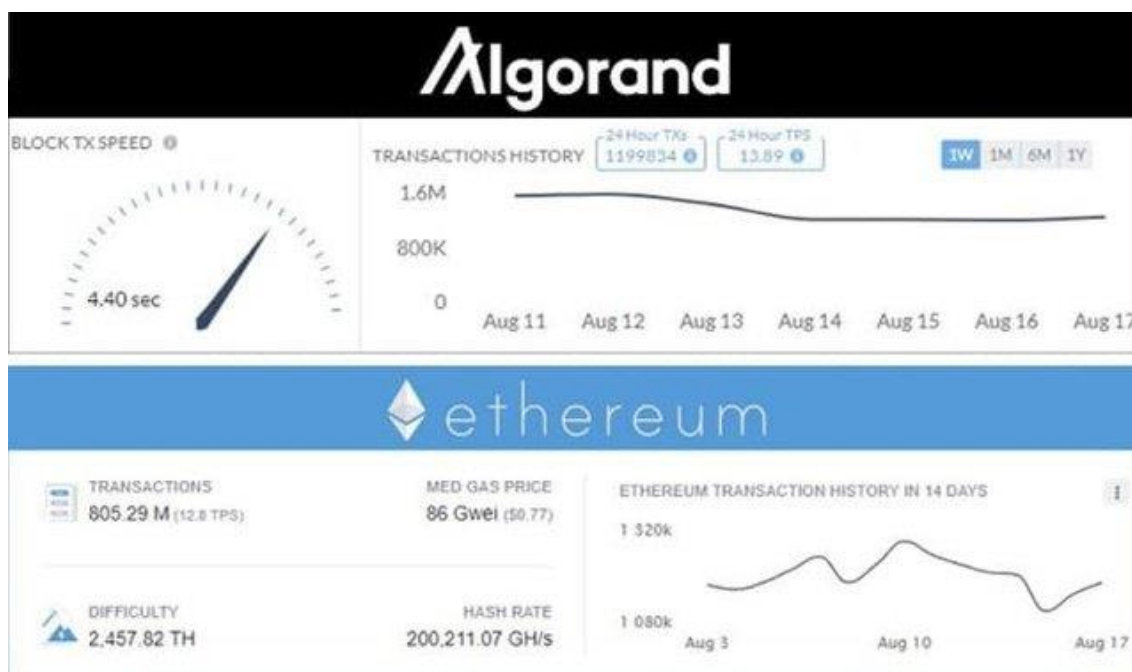 Algorand
BLOCK TX SPEED
4.40 sec
TRANSACTIONS HISTORY
24 Hour TXs
1199834
24 Hour TPS
13.89
1W 1M 6M 1Y
1.6M
800K
0
Aug 11 Aug 12 Aug 13 Aug 14 Aug 15 Aug 16 Aug 17
ethereum
TRANSACTIONS
805.29 M (12.8 TPS)
MED GAS PRICE
86 Gwei ($0.77)
DIFFICULTY
2,457.82 TH
HASH RATE
200,211.07 GH/s
ETHEREUM TRANSACTION HISTORY IN 14 DAYS
1 320k
1 080k
Aug 3 Aug 10 Aug 17